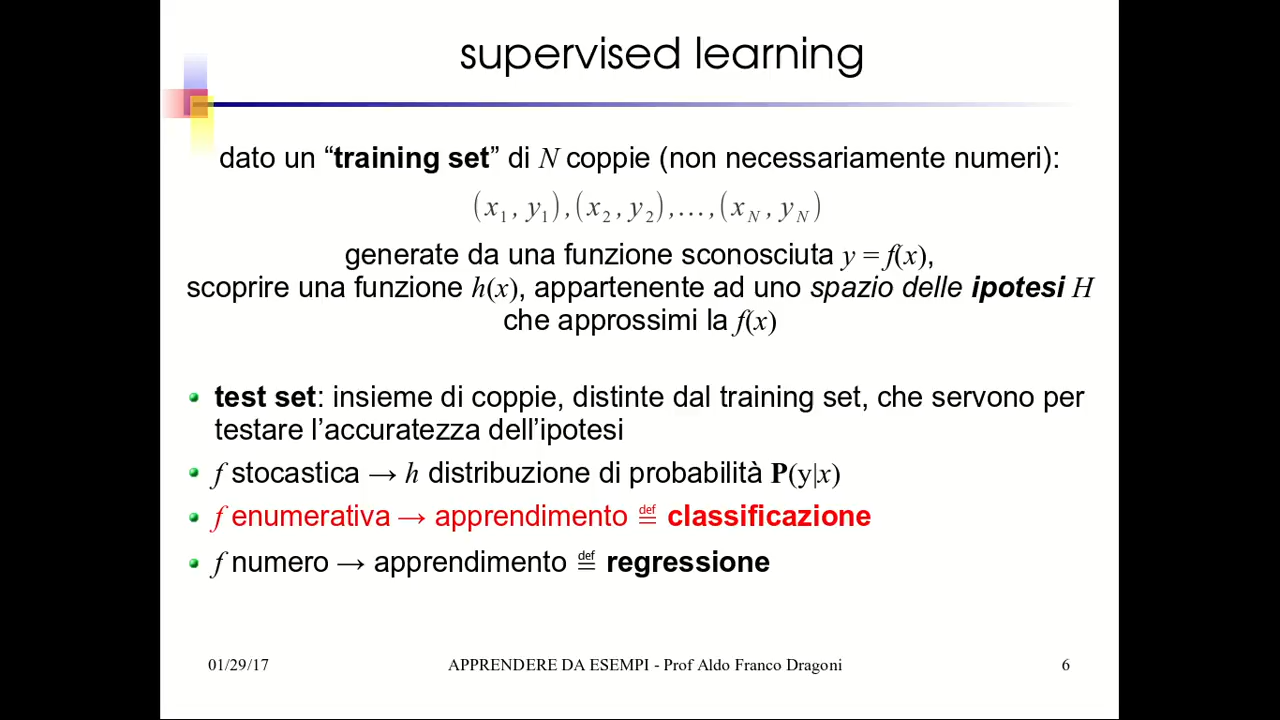 supervised learning
dato un “training set” di N coppie (non necessariamente numeri):
(x₁ , y₁) ,(x₂ , y₂) ,... ,(x_N , y_N)
generate da una funzione sconosciuta y = f(x),
scoprire una funzione h(x), appartenente ad uno spazio delle ipotesi H
che approssimi la f(x)
test set: insieme di coppie, distinte dal training set, che servono per
testare l’accuratezza dell’ipotesi
f stocastica → h distribuzione di probabilità P(y|x)
f enumerativa → apprendimento ≝ classificazione
f numero → apprendimento ≝ regressione
01/29/17 APPRENDERE DA ESEMPI - Prof Aldo Franco Dragoni 6